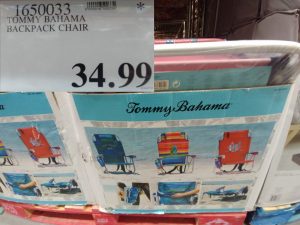 1650033 *
TOMMY BAHAMA
BACKPACK CHAIR
34.99
Tommy Bahama